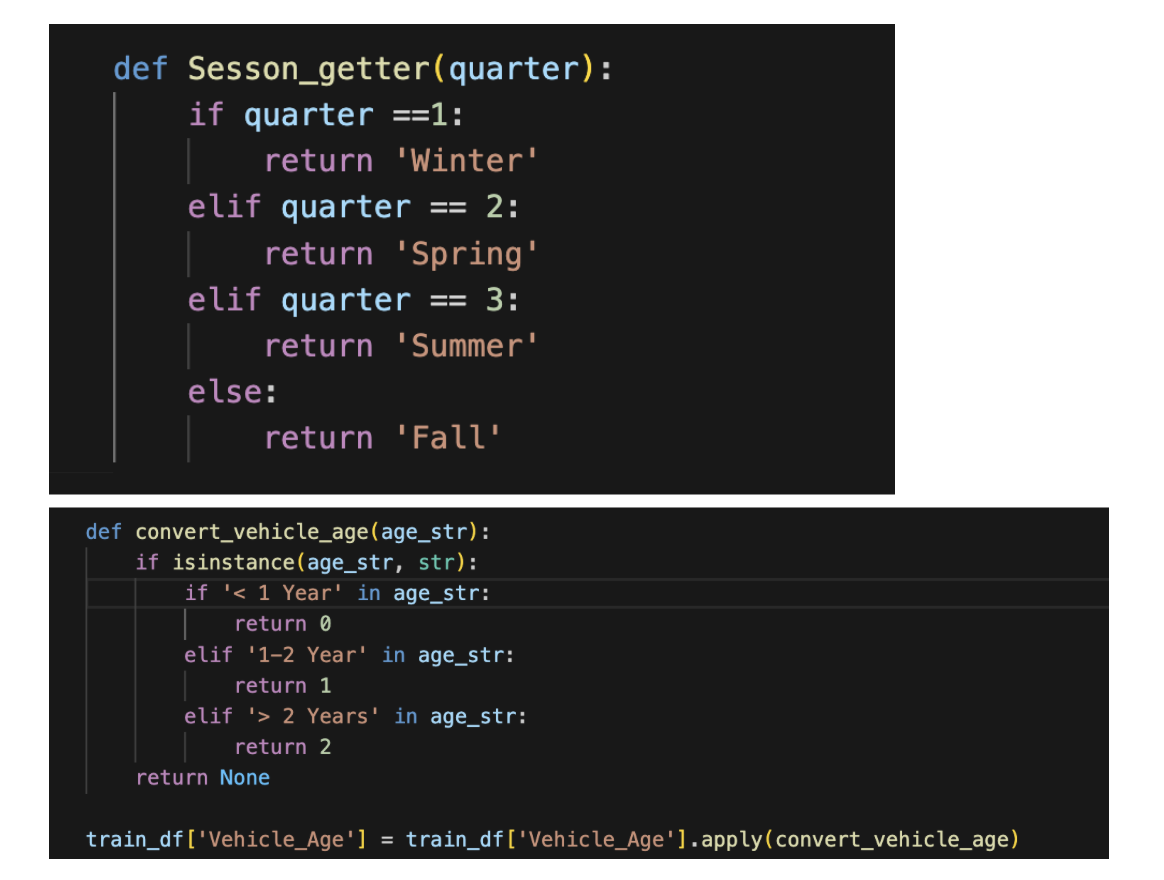 def Sesson_getter(quarter):
    if quarter ==1:
        return 'Winter'
    elif quarter == 2:
        return 'Spring'
    elif quarter == 3:
        return 'Summer'
    else:
        return 'Fall'
def convert_vehicle_age(age_str):
    if isinstance(age_str, str):
        if '< 1 Year' in age_str:
            return 0
        elif '1-2 Year' in age_str:
            return 1
        elif '> 2 Years' in age_str:
            return 2
    return None
train_df['Vehicle_Age'] = train_df['Vehicle_Age'].apply(convert_vehicle_age)